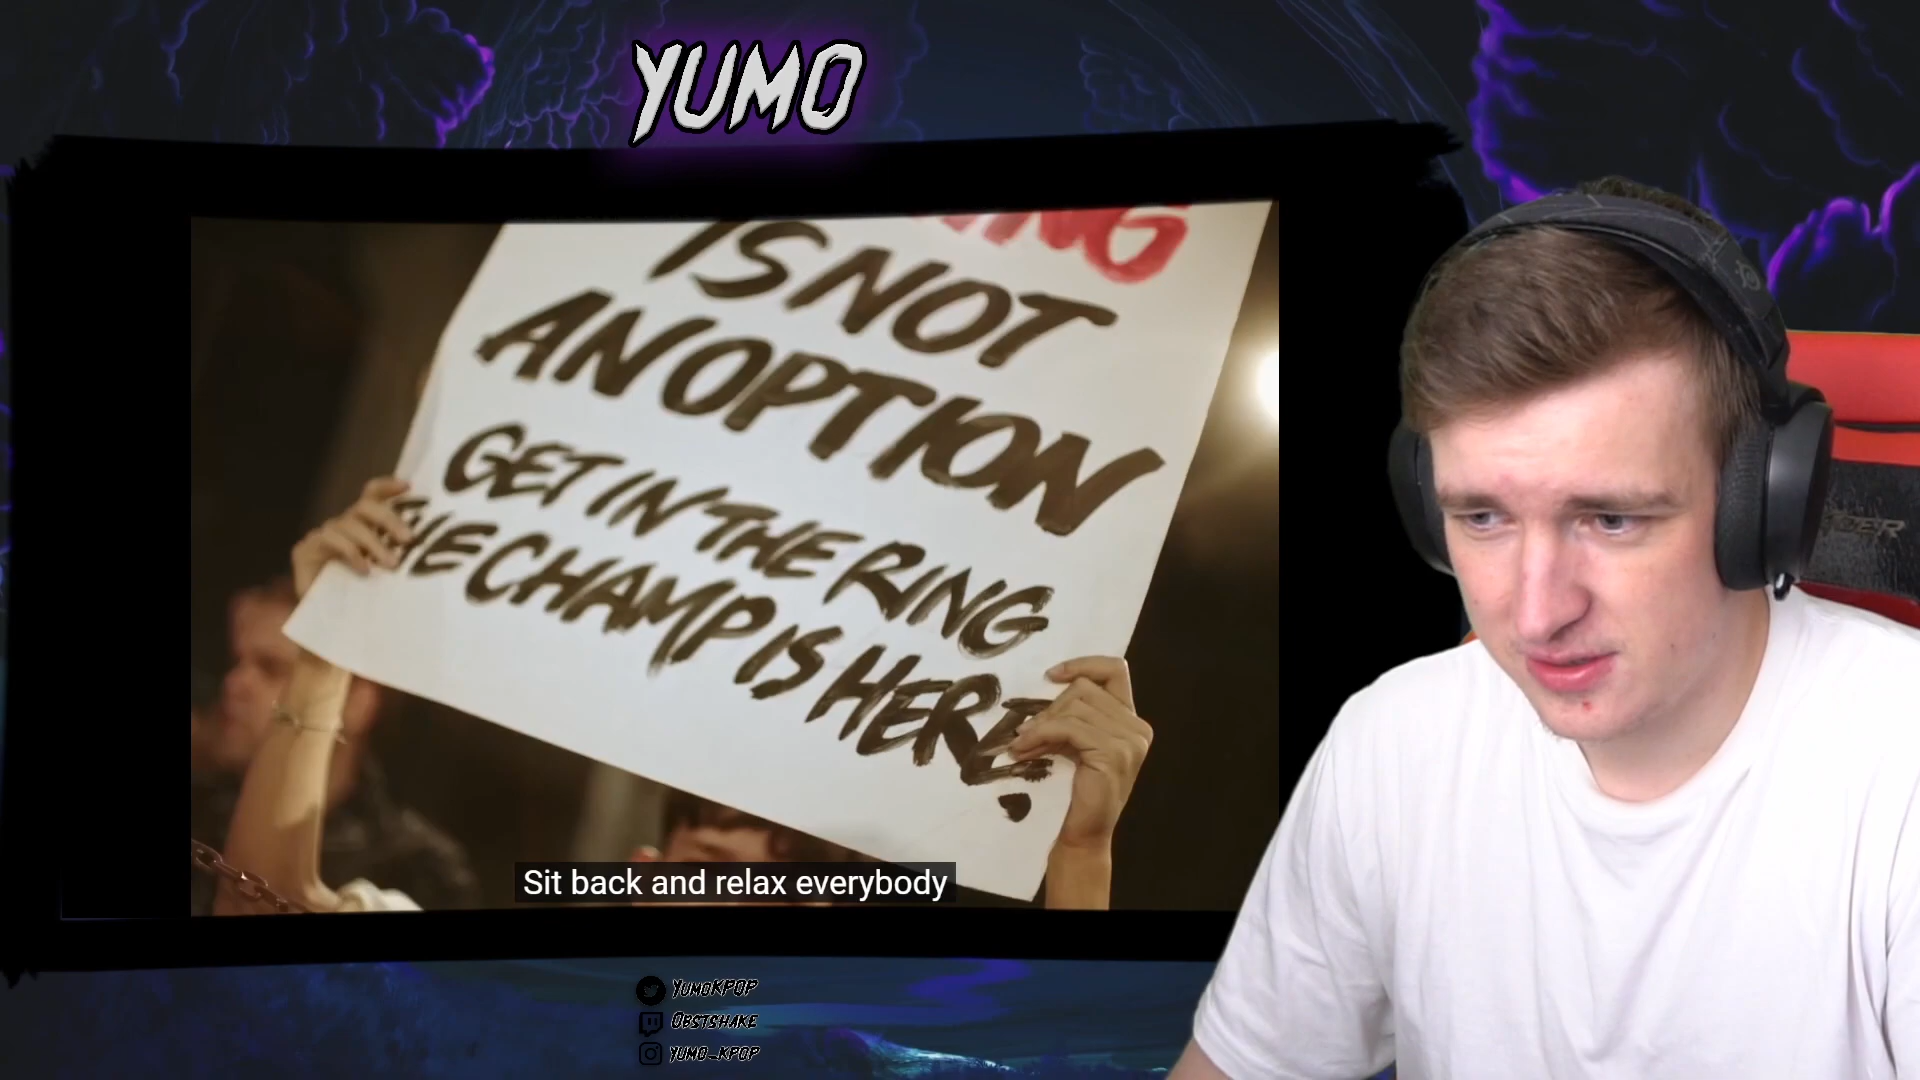 YUMO
IS NOT
AN OPTION
GET IN THE RING
THE CHAMP IS HERE!
Sit back and relax everybody
YUMOKPOP
OBSTSHAKE
YUMO_KPOP